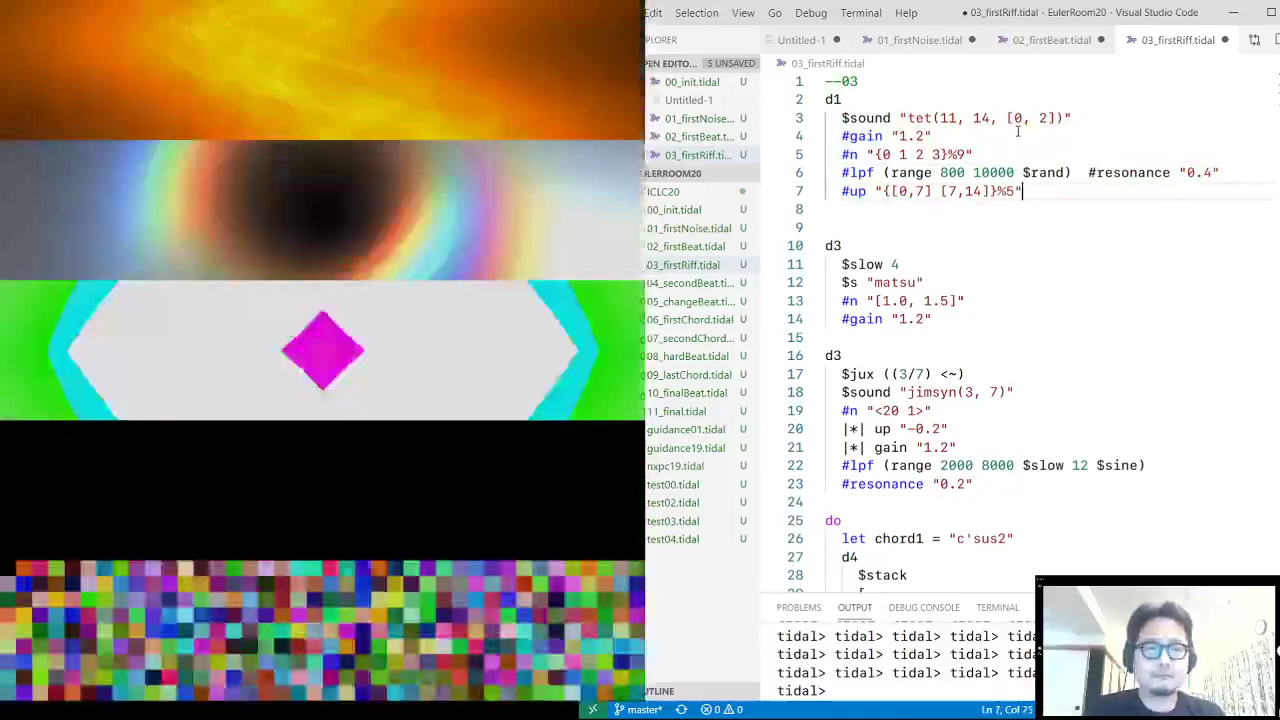 Edit Selection View Go Debug Terminal Help
03_firstRiff.tidal - EulerRoom20 - Visual Studio Code
PLORER
Untitled-1
01_firstNoise.tidal
02_firstBeat.tidal
03_firstRiff.tidal
PEN EDITO... 5 UNSAVED
00_init.tidal U
Untitled-1
01_firstNoise... U
02_firstBeat.... U
03_firstRiff.ti... U
ULERROOM20
ICLC20
00_init.tidal U
01_firstNoise.tidal U
02_firstBeat.tidal U
03_firstRiff.tidal U
04_secondBeat.ti... U
05_changeBeat.ti... U
06_firstChord.tidal U
07_secondChord... U
08_hardBeat.tidal U
09_lastChord.tidal U
10_finalBeat.tidal U
11_final.tidal U
guidance01.tidal U
guidance19.tidal U
nxpc19.tidal U
test00.tidal U
test02.tidal U
test03.tidal U
test04.tidal U
UTLINE
03_firstRiff.tidal
1 --03
2 d1
3 $sound "tet(11, 14, [0, 2])"
4 #gain "1.2"
5 #n "{0 1 2 3}%9"
6 #lpf (range 800 10000 $rand) #resonance "0.4"
7 #up "{[0,7] [7,14]}%5"
8
9
10 d3
11 $slow 4
12 $s "matsu"
13 #n "[1.0, 1.5]"
14 #gain "1.2"
15
16 d3
17 $jux ((3/7) <~)
18 $sound "jimsyn(3, 7)"
19 #n "<20 1>"
20 |*| up "-0.2"
21 |*| gain "1.2"
22 #lpf (range 2000 8000 $slow 12 $sine)
23 #resonance "0.2"
24
25 do
26 let chord1 = "c'sus2"
27 d4
28 $stack
[
PROBLEMS OUTPUT DEBUG CONSOLE TERMINAL
tidal> tidal> tidal> tidal> tida
tidal> tidal> tidal> tidal> tida
tidal> tidal> tidal> tidal> tida
tidal>
master* 0 0 Ln 7, Col 25